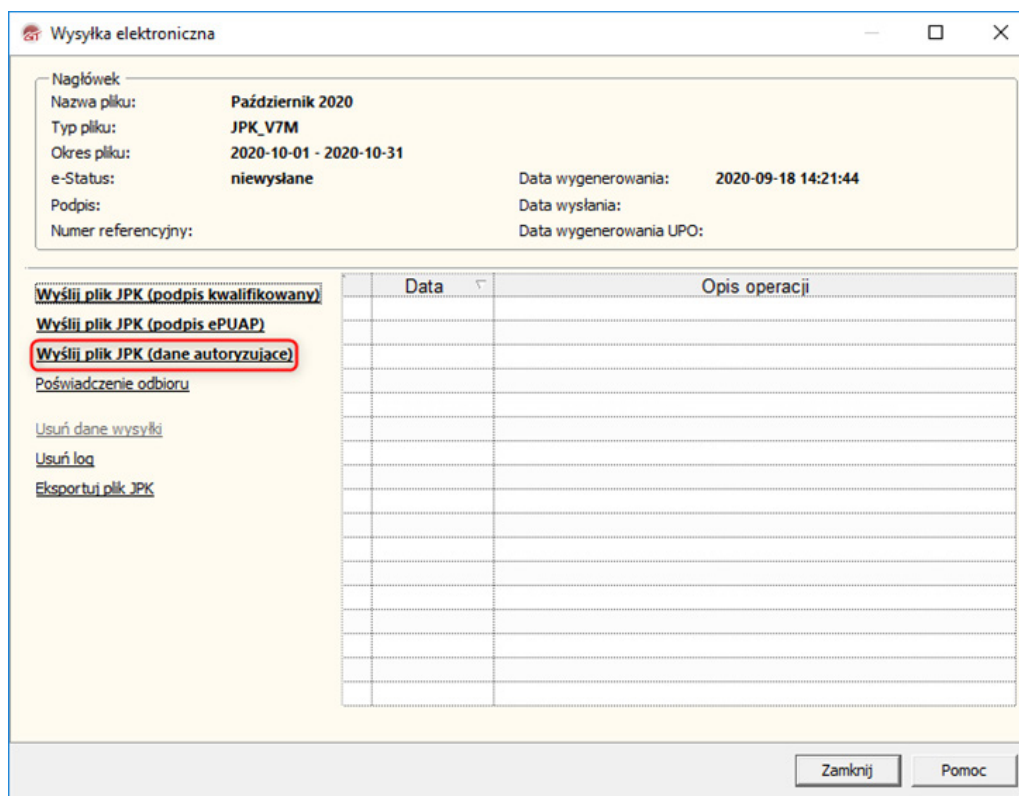 Wysyłka elektroniczna
Nagłówek
Nazwa pliku: Październik 2020
Typ pliku: JPK_V7M
Okres pliku: 2020-10-01 - 2020-10-31
e-Status: niewysłane Data wygenerowania: 2020-09-18 14:21:44
Podpis: Data wysłania:
Numer referencyjny: Data wygenerowania UPO:
Wyślij plik JPK (podpis kwalifikowany)
Wyślij plik JPK (podpis ePUAP)
Wyślij plik JPK (dane autoryzujące)
Poświadczenie odbioru
Usuń dane wysyłki
Usuń log
Eksportuj plik JPK
Data Opis operacji
Zamknij Pomoc